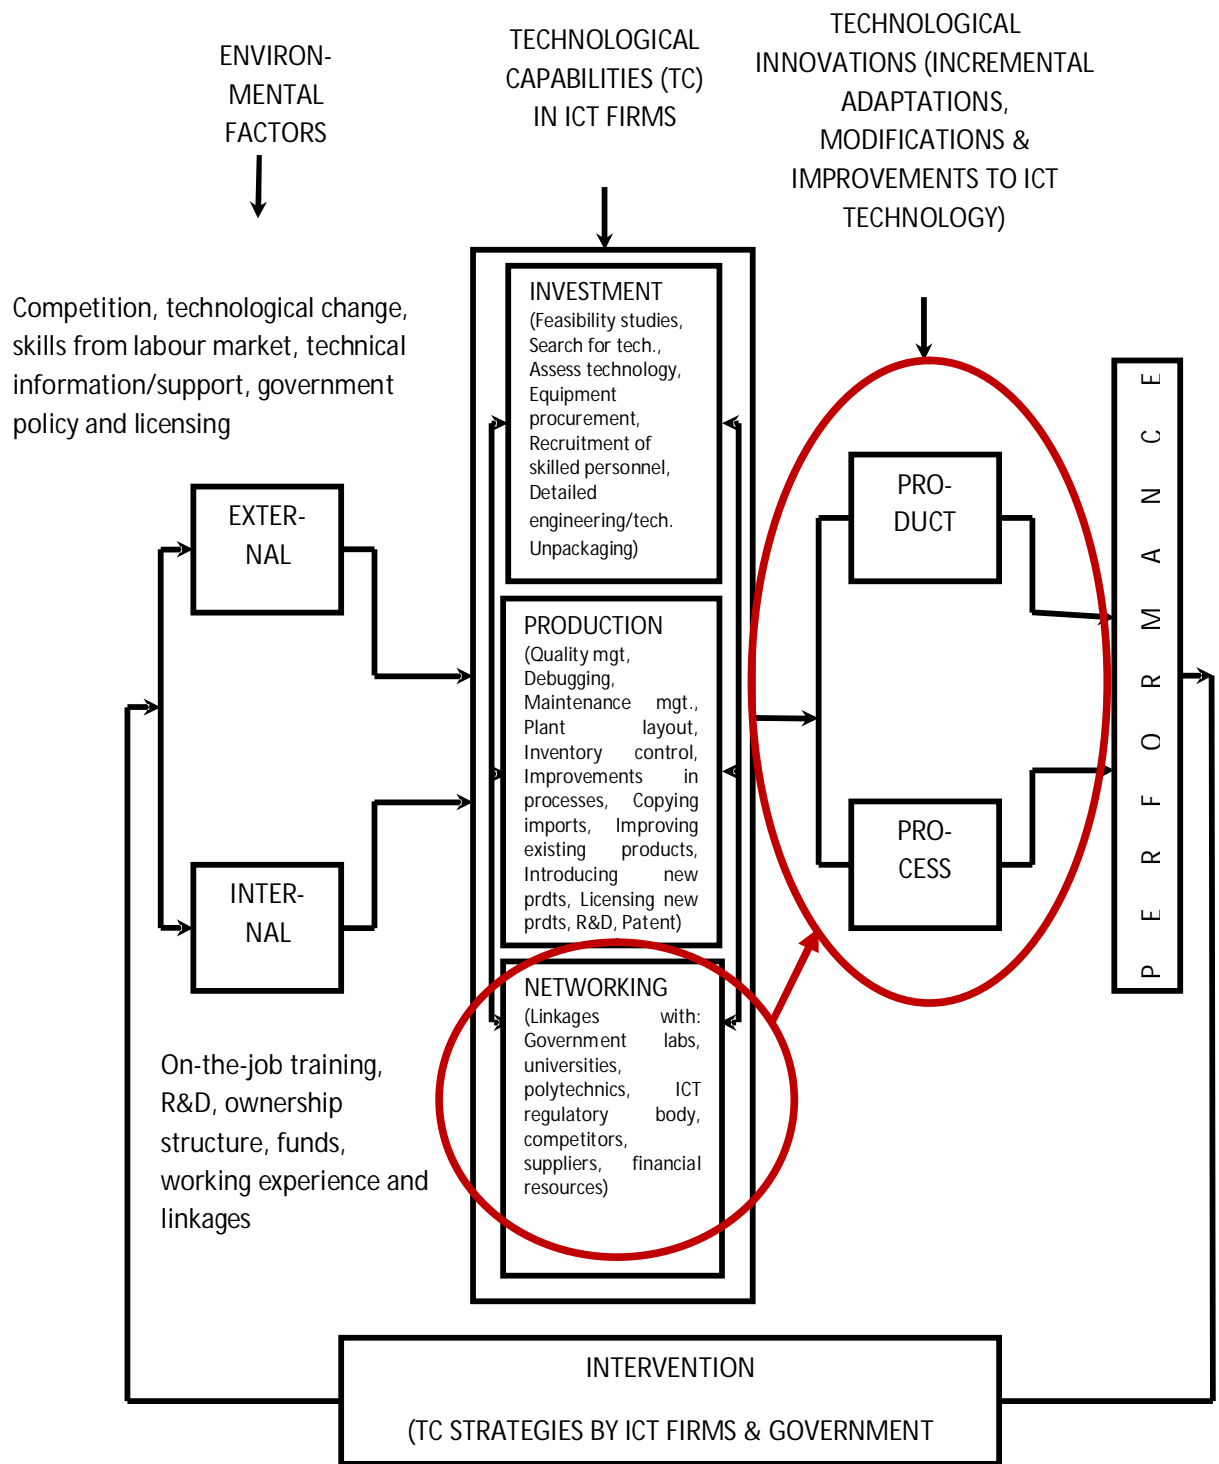 ENVIRON-
MENTAL
FACTORS
TECHNOLOGICAL
CAPABILITIES (TC)
IN ICT FIRMS
TECHNOLOGICAL
INNOVATIONS (INCREMENTAL
ADAPTATIONS,
MODIFICATIONS &
IMPROVEMENTS TO ICT
TECHNOLOGY)
Competition, technological change,
skills from labour market, technical
information/support, government
policy and licensing
EXTER-
NAL
INTER-
NAL
On-the-job training,
R&D, ownership
structure, funds,
working experience and
linkages
INVESTMENT
(Feasibility studies,
Search for tech.,
Assess technology,
Equipment
procurement,
Recruitment of
skilled personnel,
Detailed
engineering/tech.
Unpackaging)
PRODUCTION
(Quality mgt,
Debugging,
Maintenance mgt.,
Plant layout,
Inventory control,
Improvements in
processes, Copying
imports, Improving
existing products,
Introducing new
prdts, Licensing new
prdts, R&D, Patent)
NETWORKING
(Linkages with:
Government labs,
universities,
polytechnics, ICT
regulatory body,
competitors,
suppliers, financial
resources)
PRO-
DUCT
PRO-
CESS
PERFORMANCE
INTERVENTION
(TC STRATEGIES BY ICT FIRMS & GOVERNMENT